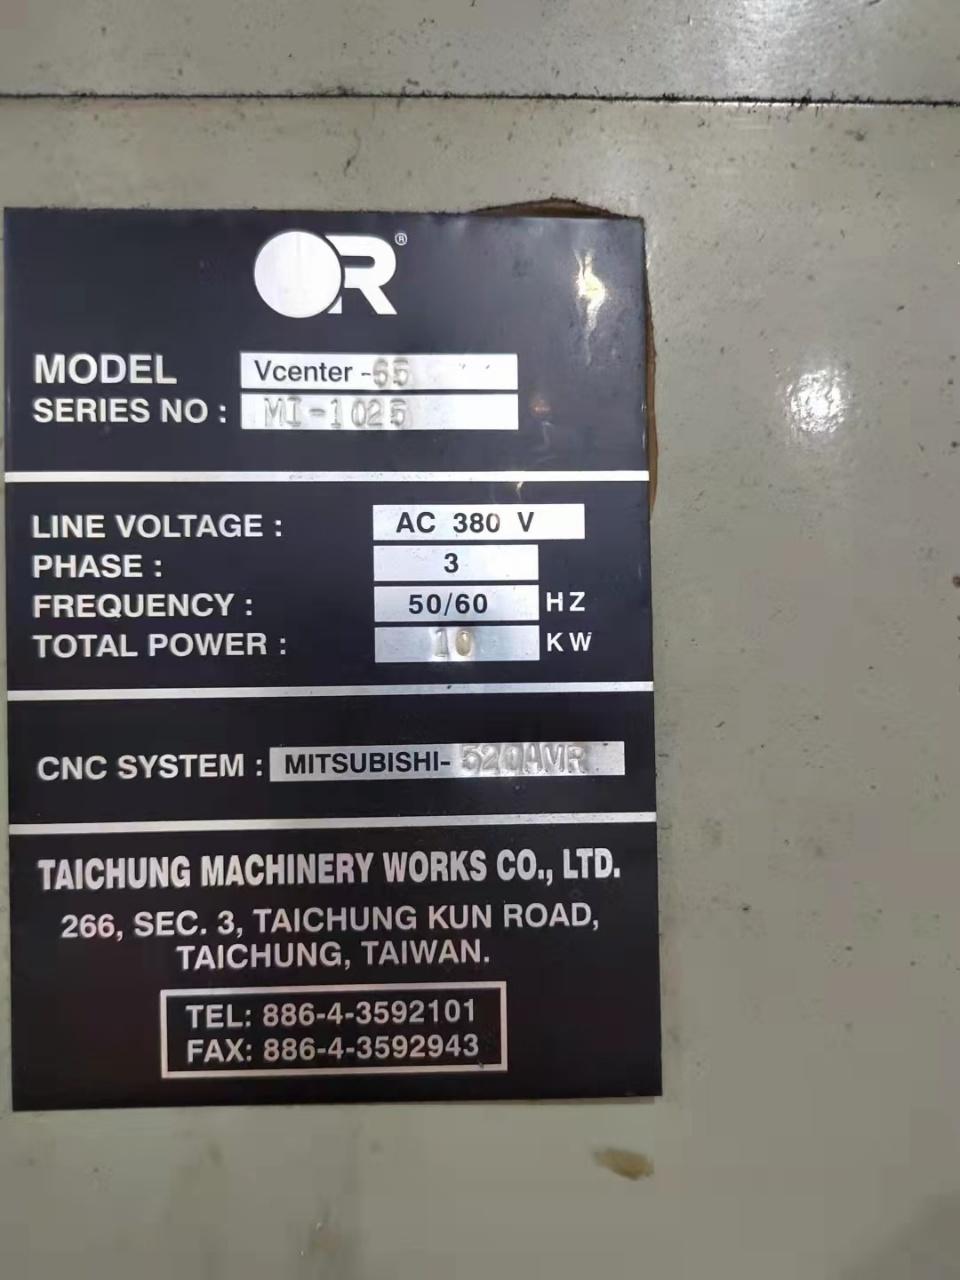 R®
MODEL Vcenter -65
SERIES NO : MI-1025
LINE VOLTAGE : AC 380 V
PHASE : 3
FREQUENCY : 50/60 HZ
TOTAL POWER : 10 KW
CNC SYSTEM : MITSUBISHI- 520AMR
TAICHUNG MACHINERY WORKS CO., LTD.
266, SEC. 3, TAICHUNG KUN ROAD,
TAICHUNG, TAIWAN.
TEL: 886-4-3592101
FAX: 886-4-3592943